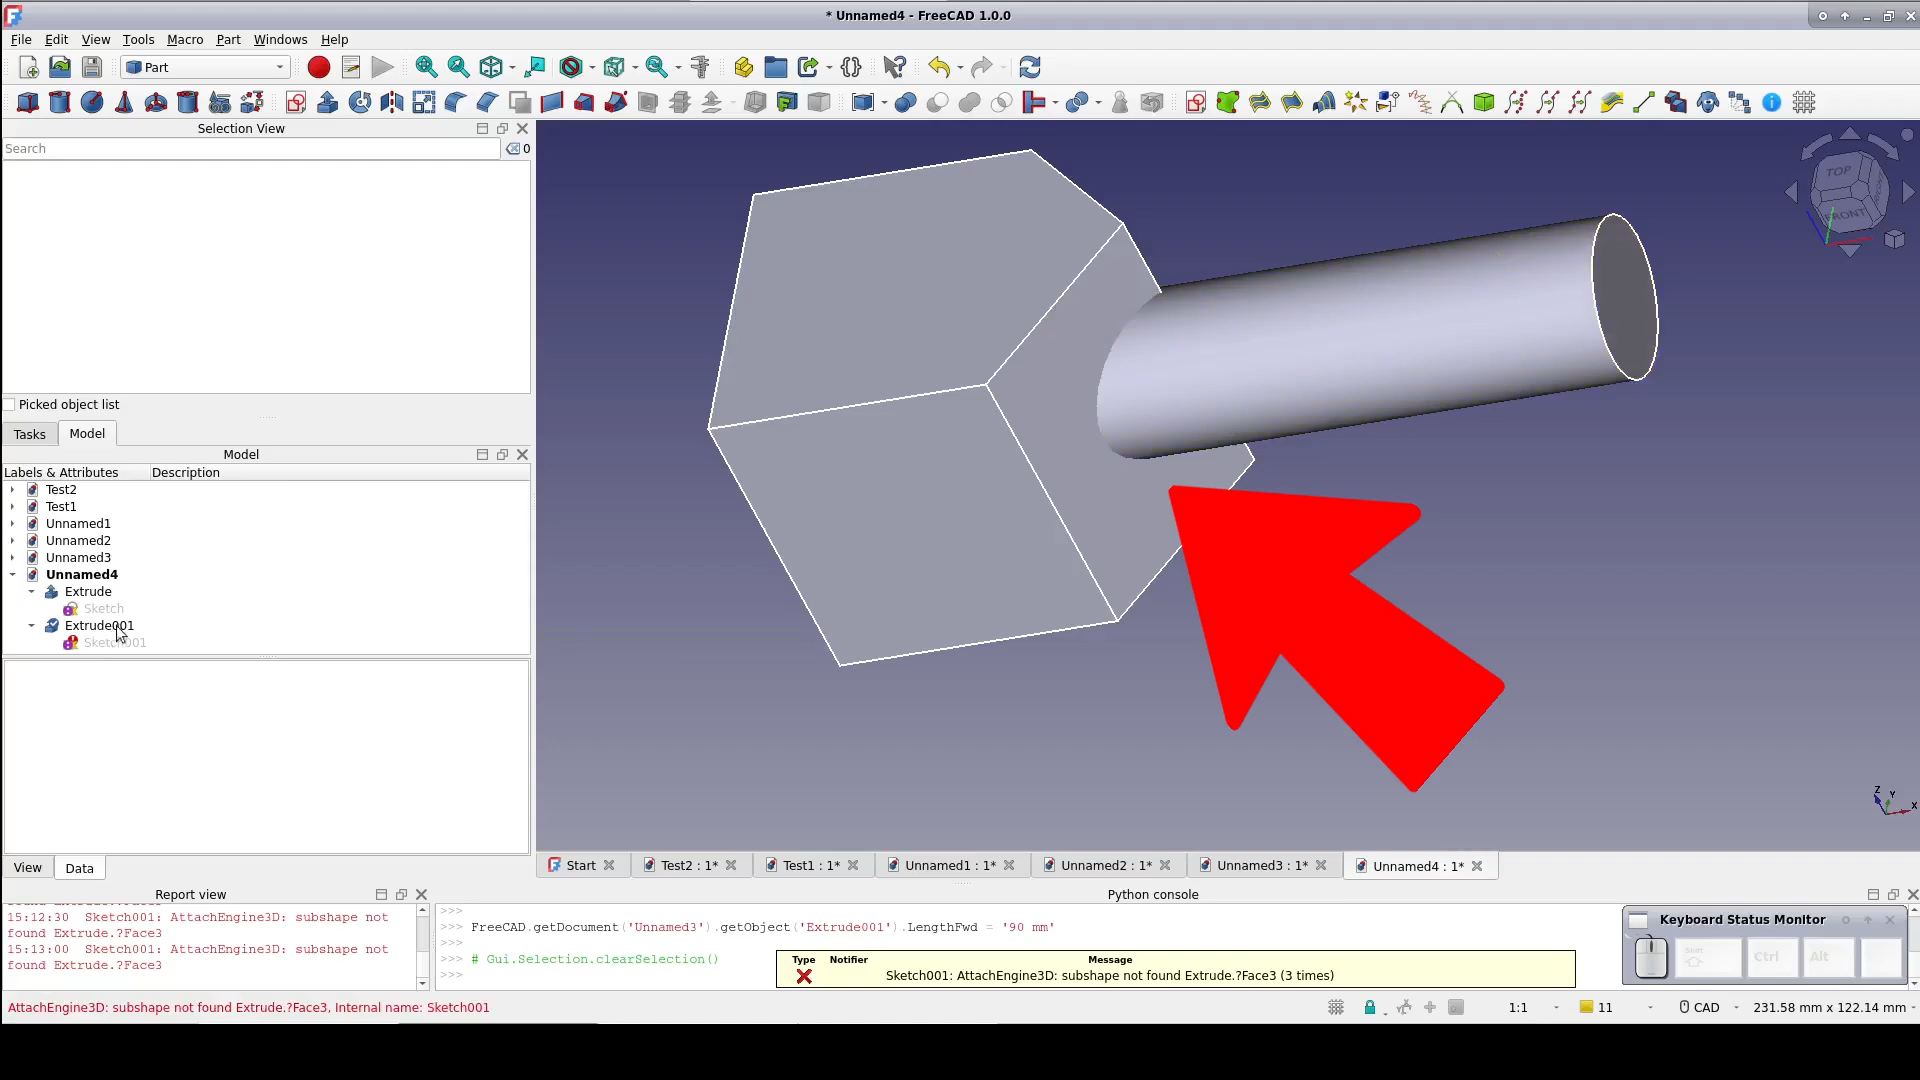 * Unnamed4 - FreeCAD 1.0.0
File Edit View Tools Macro Part Windows Help
Part
Selection View
Search
0
Picked object list
Tasks Model
Model
Labels & Attributes Description
Test2
Test1
Unnamed1
Unnamed2
Unnamed3
Unnamed4
Extrude
Sketch
Extrude001
Sketch001
TOP
FRONT
Z Y X
View Data
Start Test2 : 1* Test1 : 1* Unnamed1 : 1* Unnamed2 : 1* Unnamed3 : 1* Unnamed4 : 1*
Report view
15:12:30 Sketch001: AttachEngine3D: subshape not
found Extrude.?Face3
15:13:00 Sketch001: AttachEngine3D: subshape not
found Extrude.?Face3
Python console
>>>
>>> FreeCAD.getDocument('Unnamed3').getObject('Extrude001').LengthFwd = '90 mm'
>>>
>>> # Gui.Selection.clearSelection()
>>>
Type Notifier Message
Sketch001: AttachEngine3D: subshape not found Extrude.?Face3 (3 times)
Keyboard Status Monitor
Shift Ctrl Alt
AttachEngine3D: subshape not found Extrude.?Face3, Internal name: Sketch001
1:1 11 CAD 231.58 mm x 122.14 mm